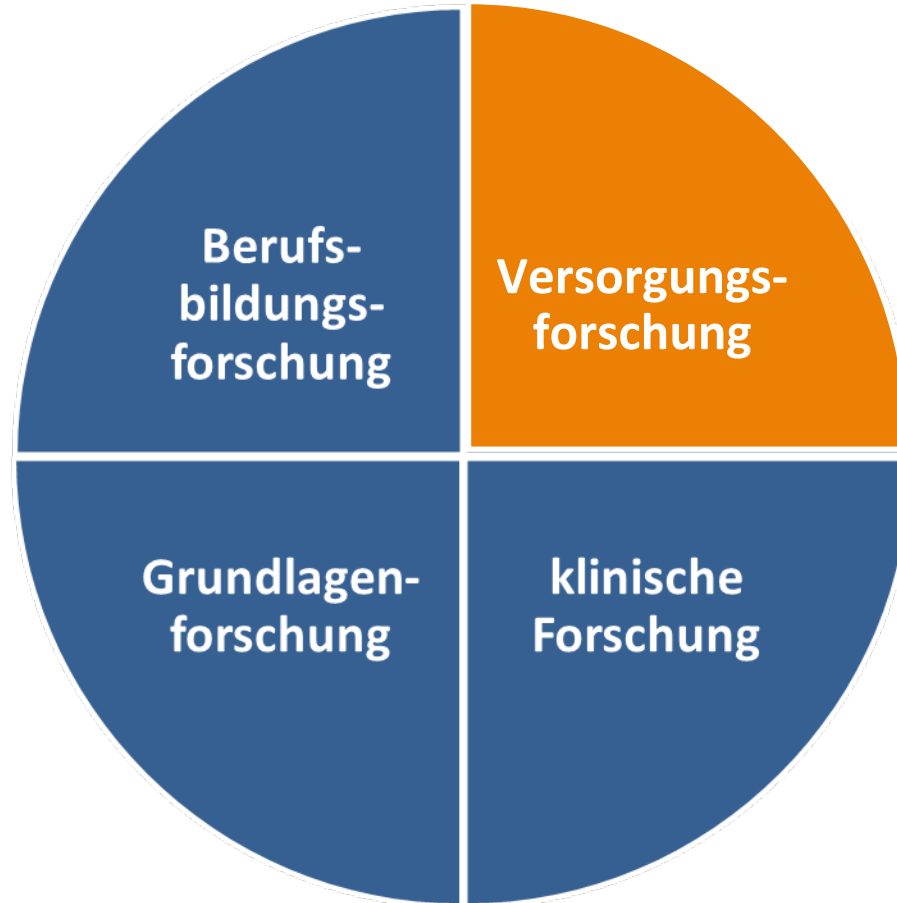 Berufs-
bildungs-
forschung
Versorgungs-
forschung
Grundlagen-
forschung
klinische
Forschung